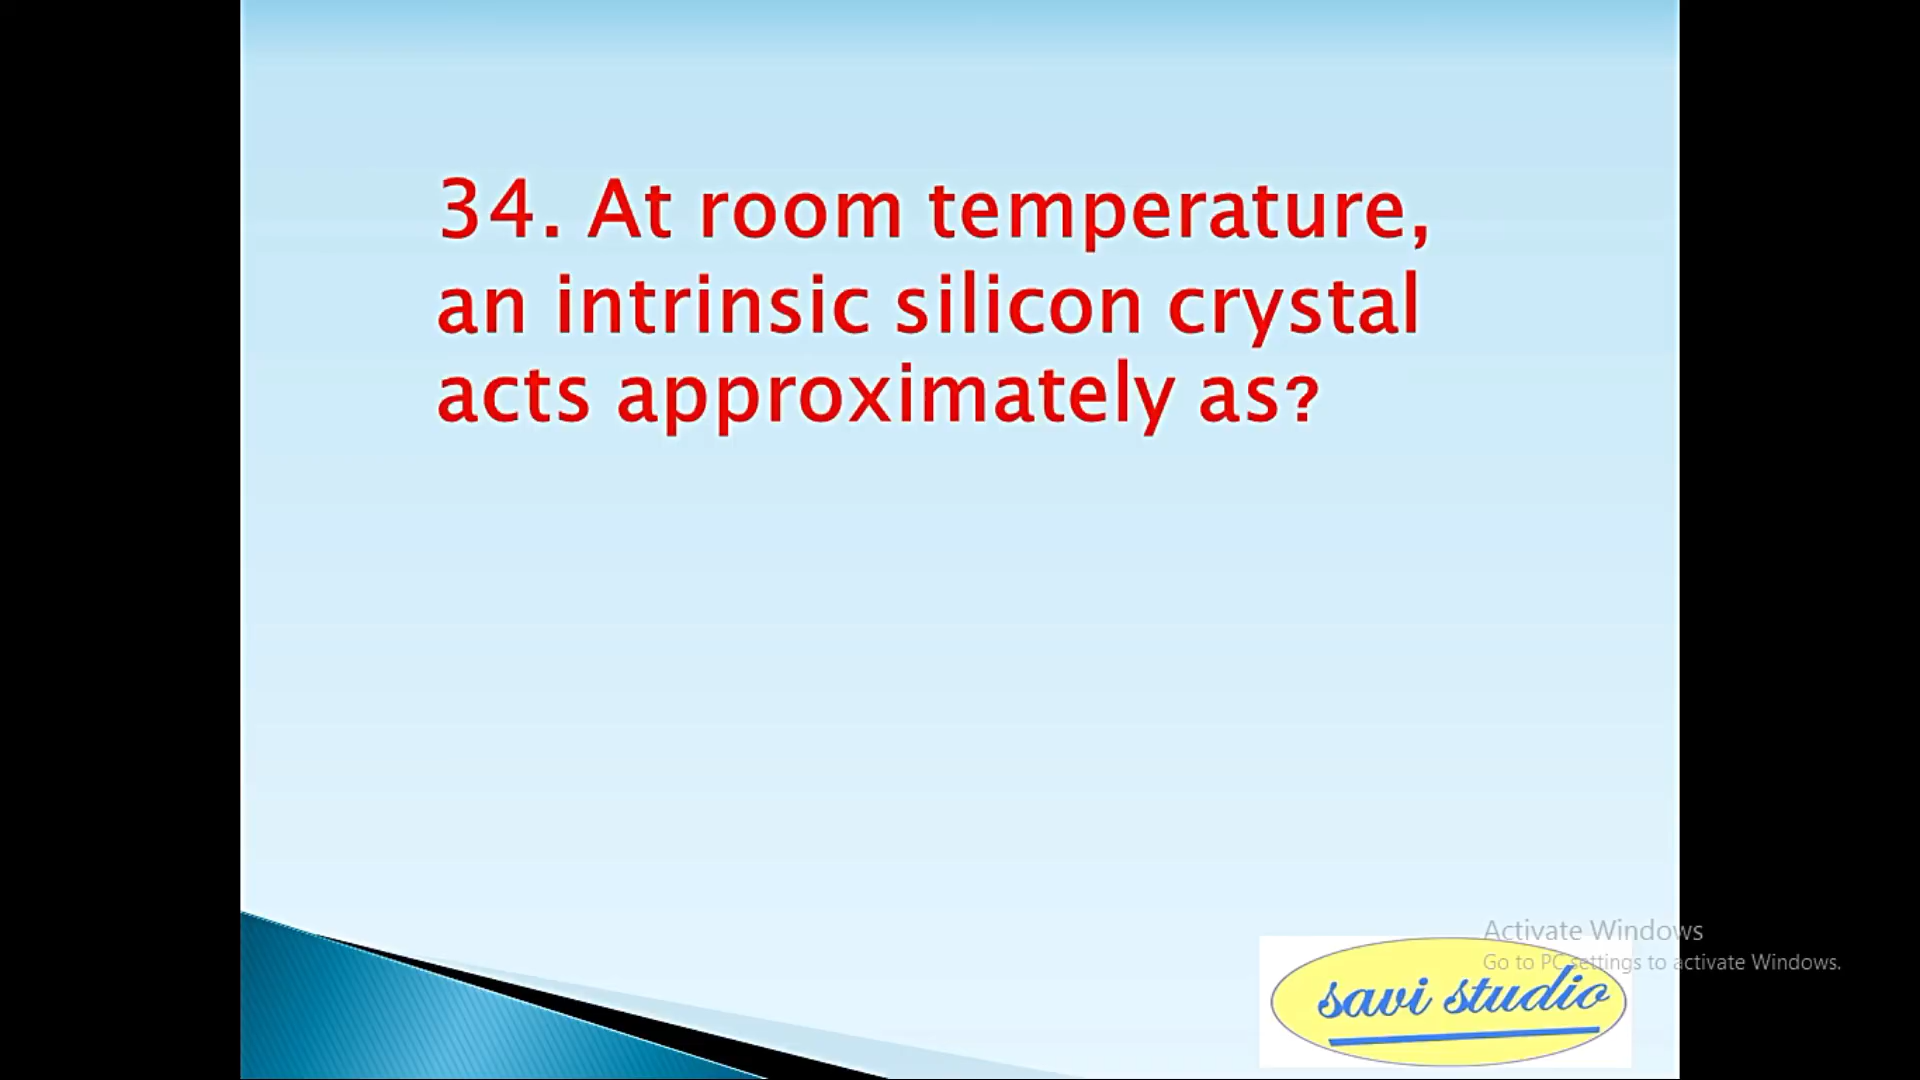 34. At room temperature,
an intrinsic silicon crystal
acts approximately as?
Activate Windows
Go to PC settings to activate Windows.
savi studio